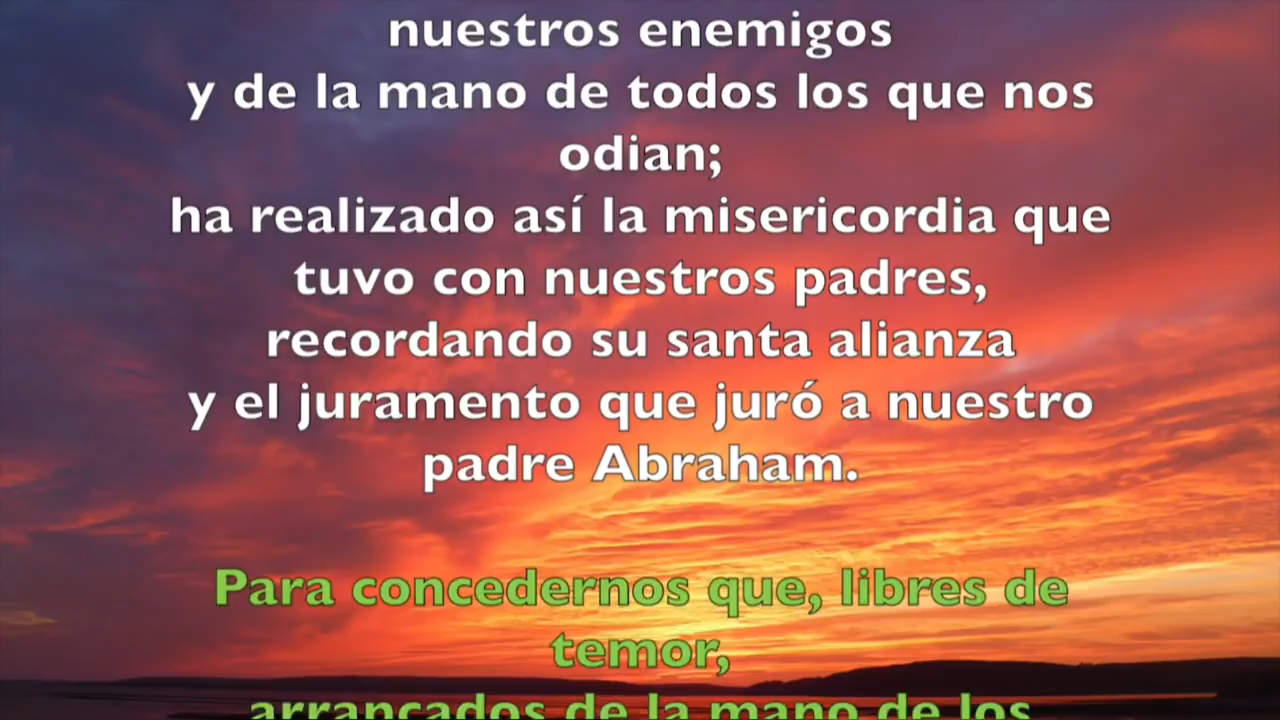 nuestros enemigos
y de la mano de todos los que nos
odian;
ha realizado así la misericordia que
tuvo con nuestros padres,
recordando su santa alianza
y el juramento que juró a nuestro
padre Abraham.
Para concedernos que, libres de
temor,
arrancados de la mano de los